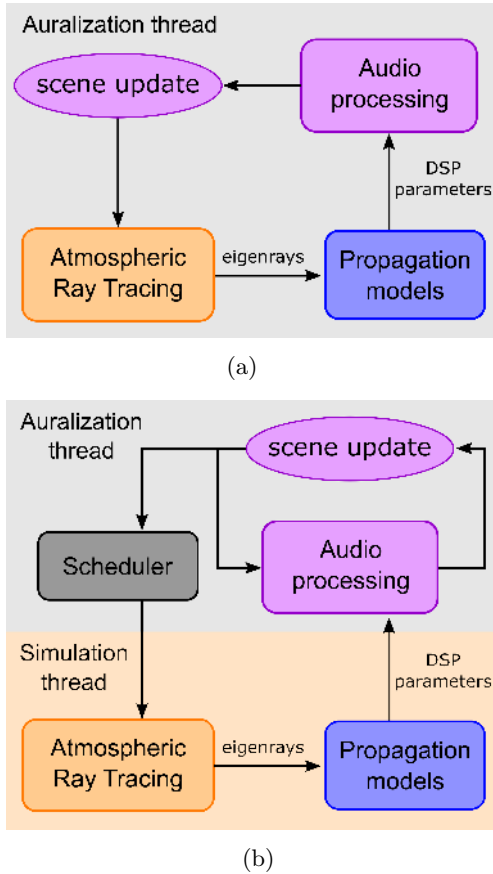 Auralization thread
scene update
Audio
processing
DSP
parameters
Atmospheric
Ray Tracing
eigenrays
Propagation
models
(a)
Auralization
thread
scene update
Scheduler
Audio
processing
Simulation
thread
DSP
parameters
Atmospheric
Ray Tracing
eigenrays
Propagation
models
(b)